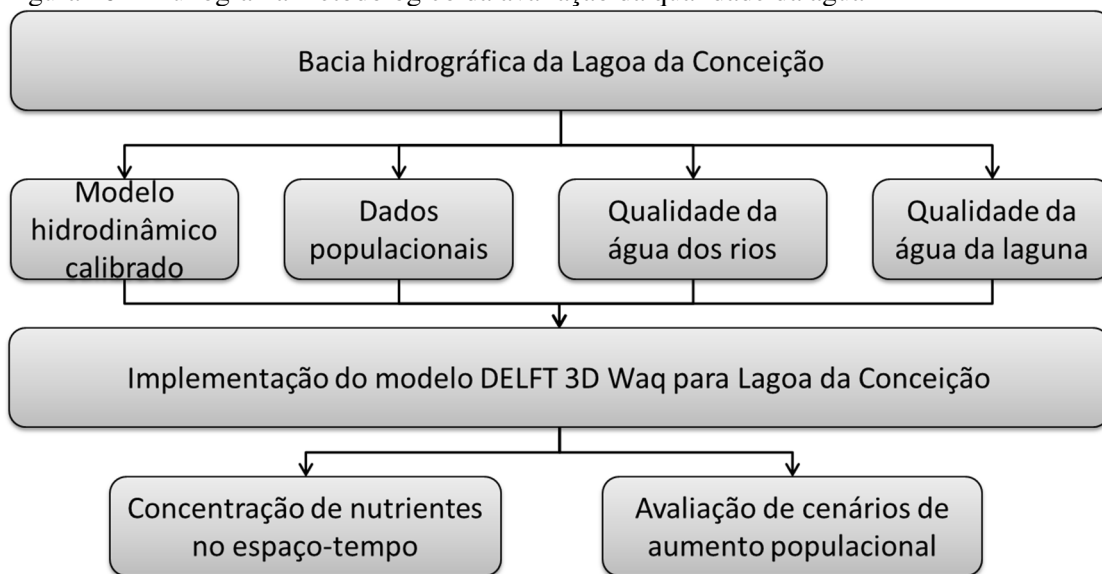 Bacia hidrográfica da Lagoa da Conceição
Modelo
hidrodinâmico
calibrado
Dados
populacionais
Qualidade da
água dos rios
Qualidade da
água da laguna
Implementação do modelo DELFT 3D Waq para Lagoa da Conceição
Concentração de nutrientes
no espaço-tempo
Avaliação de cenários de
aumento populacional